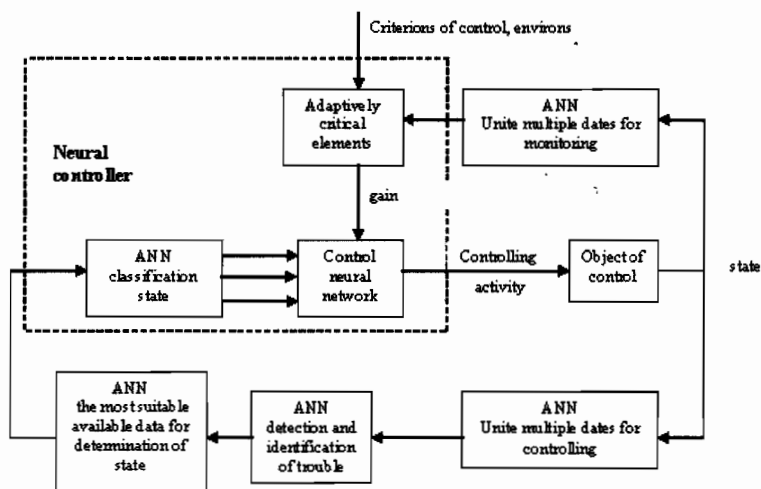 Criterions of control, environs
Adaptively
critical
elements
ANN
Unite multiple dates for
monitoring
Neural
controller
gain
ANN
classification
state
Control
neural
network
Controlling
activity
Object of
control
state
ANN
the most suitable
available data for
determination of
state
ANN
detection and
identification
of trouble
ANN
Unite multiple dates for
controlling